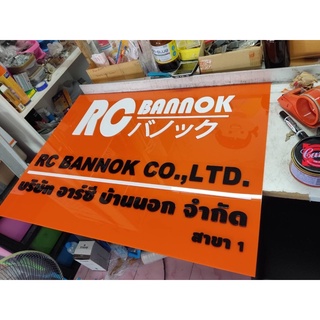 RC BANNOK
バノック
RC BANNOK CO.,LTD.
บริษัท อาร์ซี บ้านนอก จำกัด
สาขา 1